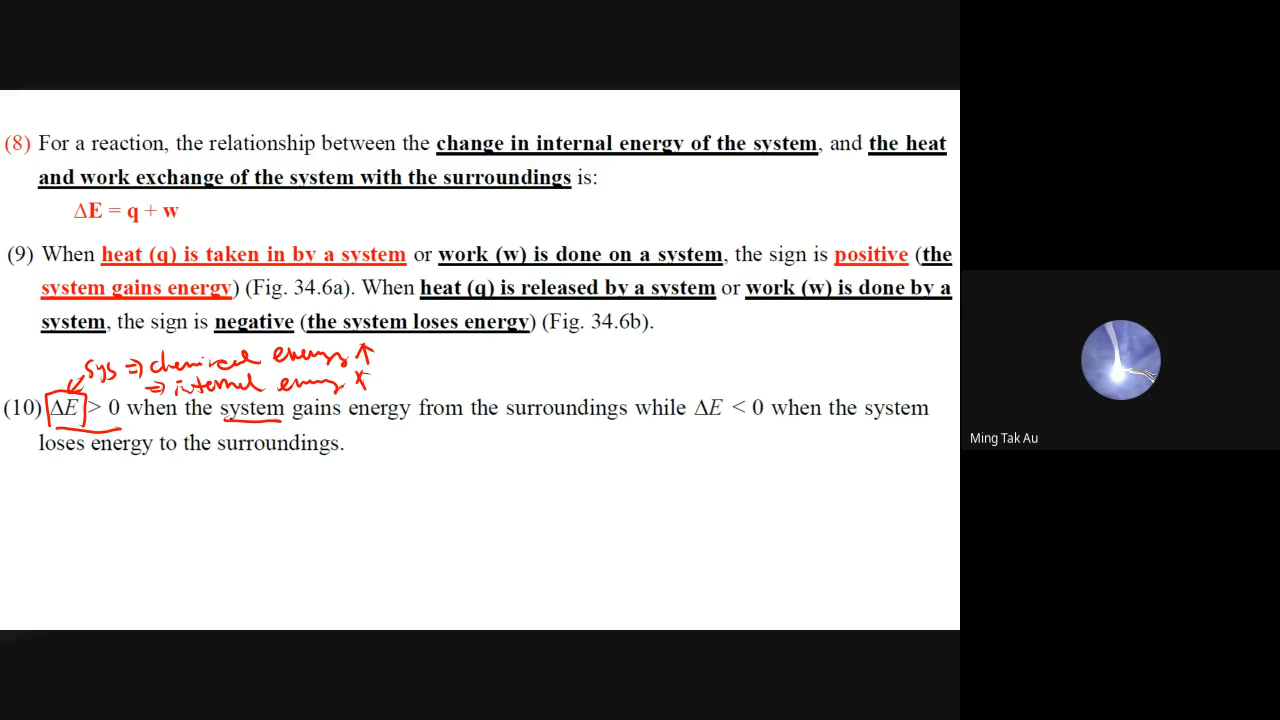 (8) For a reaction, the relationship between the change in internal energy of the system, and the heat
and work exchange of the system with the surroundings is:
ΔE = q + w
(9) When heat (q) is taken in by a system or work (w) is done on a system, the sign is positive (the
system gains energy) (Fig. 34.6a). When heat (q) is released by a system or work (w) is done by a
system, the sign is negative (the system loses energy) (Fig. 34.6b).
sys ⇒ chemical energy ↑
⇒ internal energy ↑
(10) ΔE > 0 when the system gains energy from the surroundings while ΔE < 0 when the system
loses energy to the surroundings.
Ming Tak Au